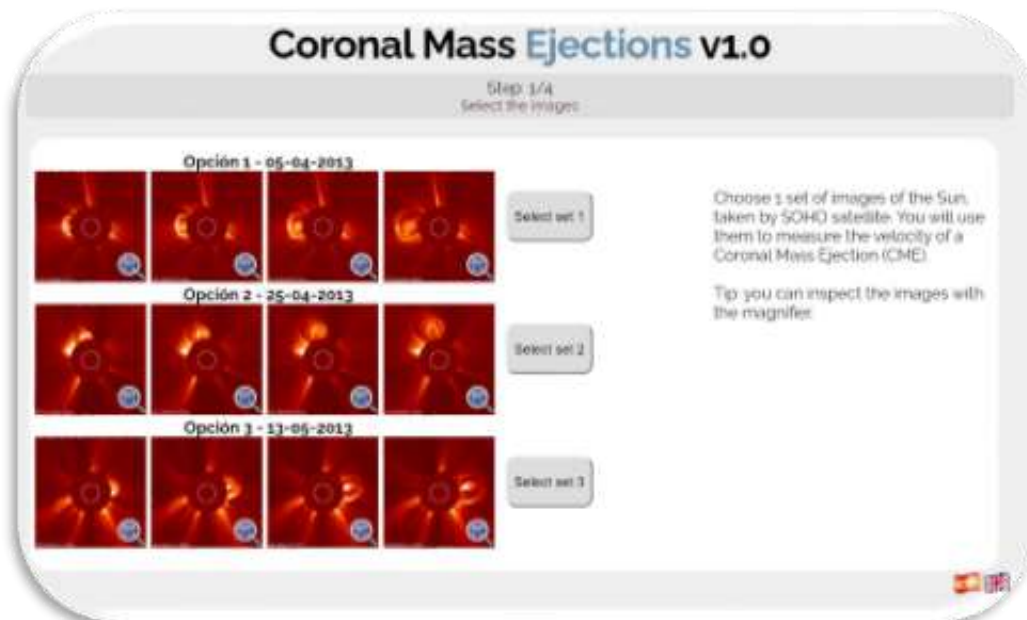 Coronal Mass Ejections v1.0
Step: 1/4
Select the images
Opción 1 - 05-04-2013
Select set 1
Choose 1 set of images of the Sun,
taken by SOHO satellite. You will use
them to measure the velocity of a
Coronal Mass Ejection (CME).
Tip: you can inspect the images with
the magnifier.
Opción 2 - 25-04-2013
Select set 2
Opción 3 - 13-05-2013
Select set 3